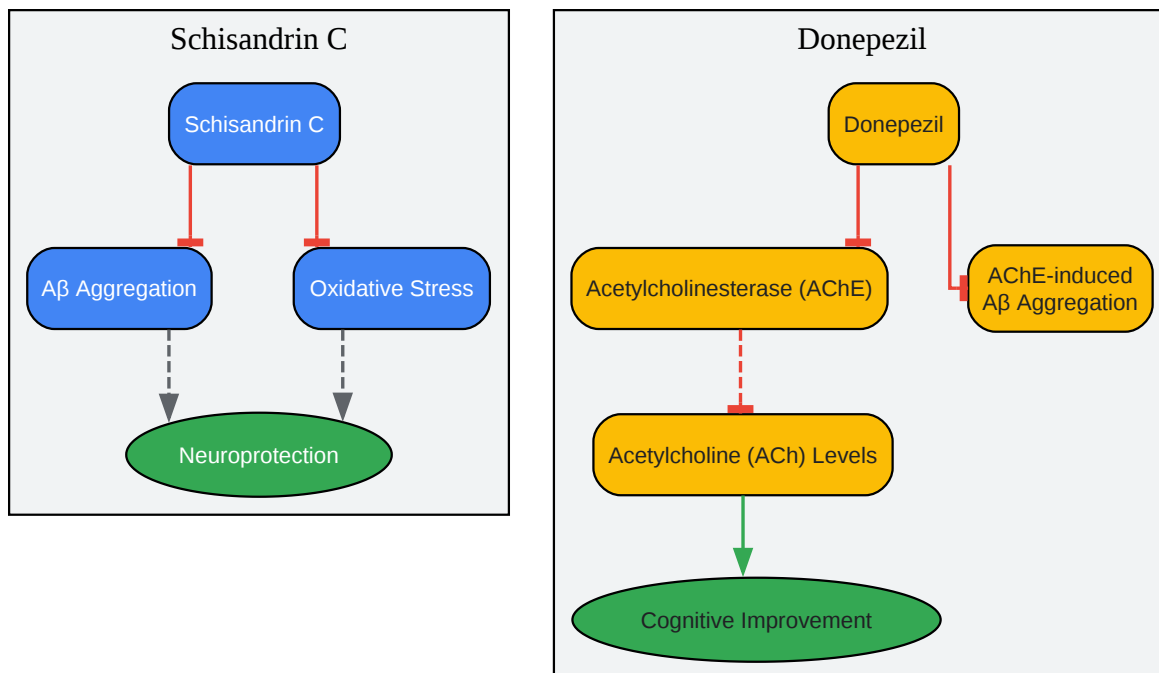 Schisandrin C
Schisandrin C
Aβ Aggregation
Oxidative Stress
Neuroprotection
Donepezil
Donepezil
Acetylcholinesterase (AChE)
AChE-induced
Aβ Aggregation
Acetylcholine (ACh) Levels
Cognitive Improvement